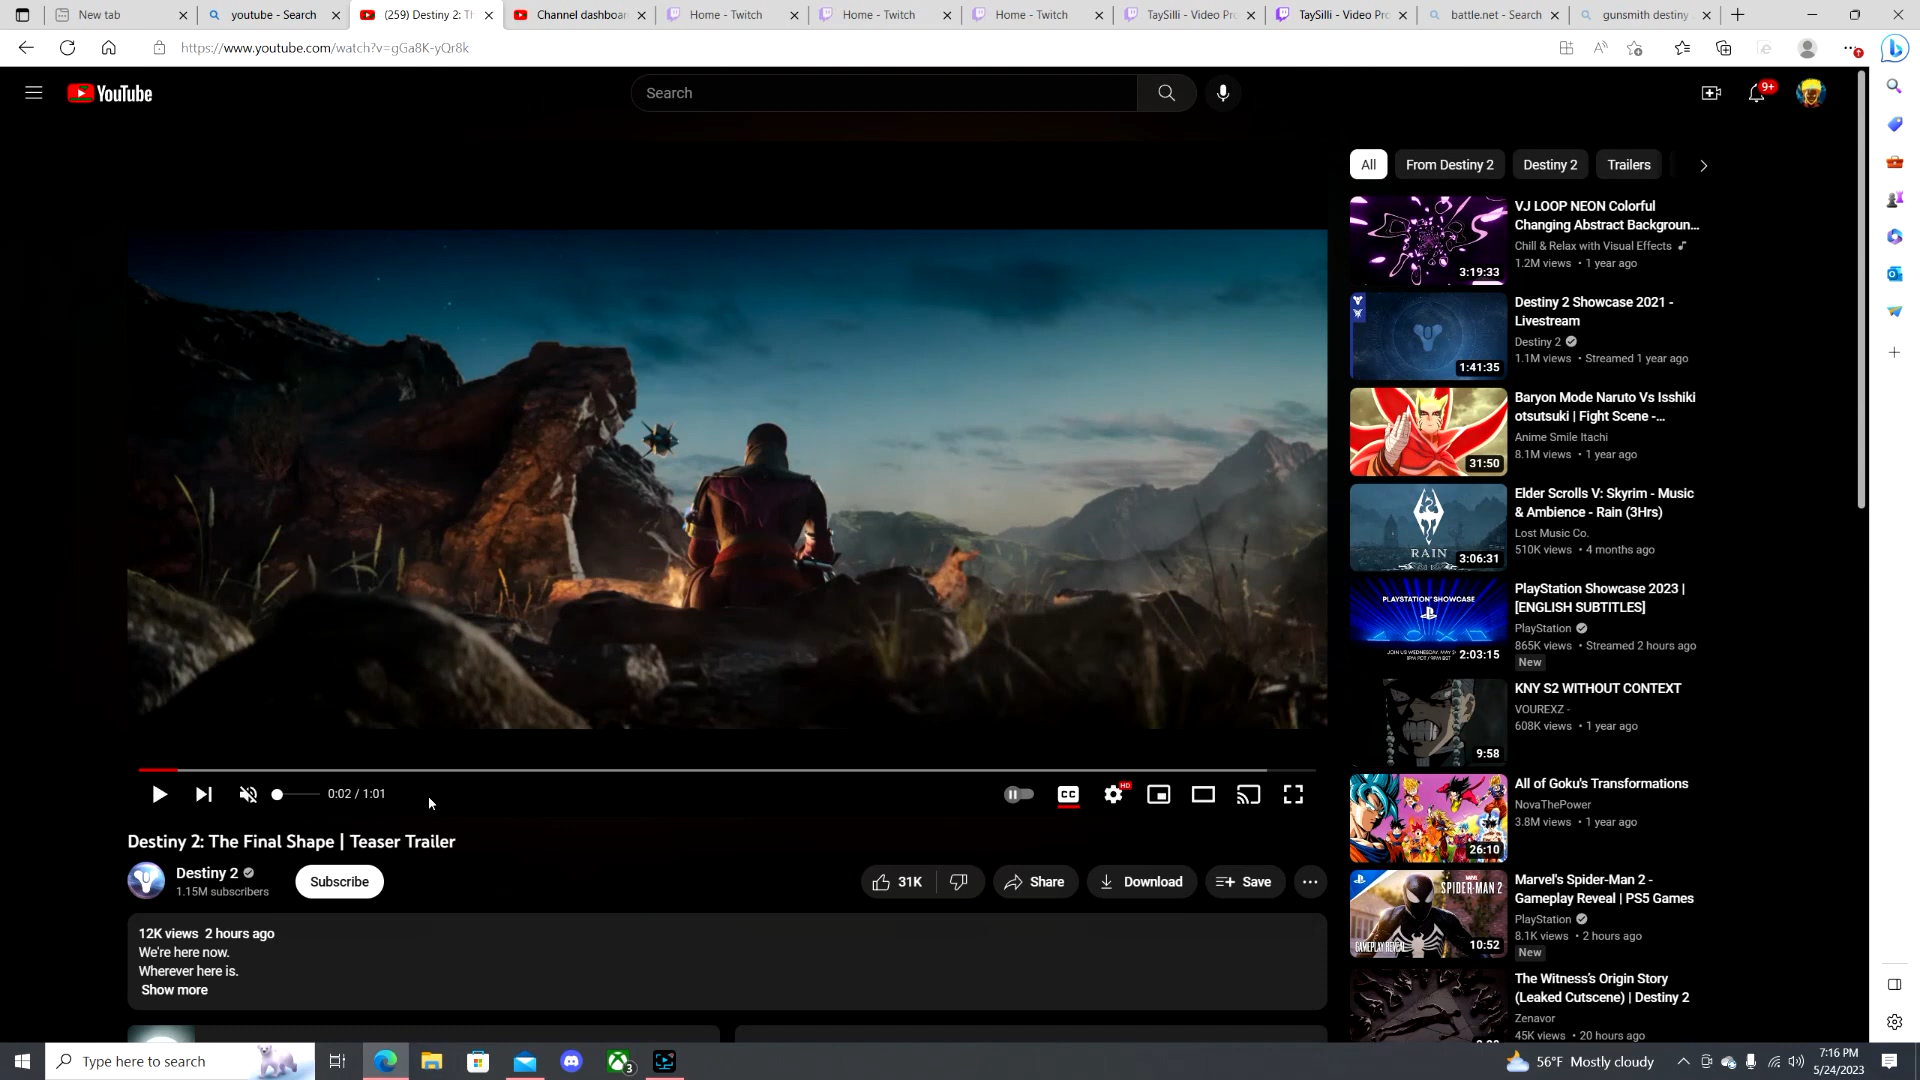 New tab
youtube - Search
(259) Destiny 2: Th
Channel dashboar
Home - Twitch
Home - Twitch
Home - Twitch
TaySilli - Video Pro
TaySilli - Video Pro
battle.net - Search
gunsmith destiny
https://www.youtube.com/watch?v=gGa8K-yQr8k
YouTube
Search
9+
All
From Destiny 2
Destiny 2
Trailers
VJ LOOP NEON Colorful
Changing Abstract Backgroun...
Chill & Relax with Visual Effects
1.2M views • 1 year ago
3:19:33
Destiny 2 Showcase 2021 -
Livestream
Destiny 2
1.1M views • Streamed 1 year ago
1:41:35
Baryon Mode Naruto Vs Isshiki
otsutsuki | Fight Scene -...
Anime Smile Itachi
8.1M views • 1 year ago
31:50
Elder Scrolls V: Skyrim - Music
& Ambience - Rain (3Hrs)
Lost Music Co.
510K views • 4 months ago
RAIN
3:06:31
PlayStation Showcase 2023 |
[ENGLISH SUBTITLES]
PlayStation
865K views • Streamed 2 hours ago
New
PLAYSTATION SHOWCASE
2:03:15
KNY S2 WITHOUT CONTEXT
VOUREXZ -
608K views • 1 year ago
9:58
All of Goku's Transformations
NovaThePower
3.8M views • 1 year ago
26:10
Marvel's Spider-Man 2 -
Gameplay Reveal | PS5 Games
PlayStation
8.1K views • 2 hours ago
New
MARVEL
SPIDER-MAN 2
GAMEPLAY REVEAL
10:52
The Witness's Origin Story
(Leaked Cutscene) | Destiny 2
Zenavor
45K views • 20 hours ago
0:02 / 1:01
CC
HD
Destiny 2: The Final Shape | Teaser Trailer
Destiny 2
1.15M subscribers
Subscribe
31K
Share
Download
Save
12K views 2 hours ago
We're here now.
Wherever here is.
Show more
Type here to search
3
56°F Mostly cloudy
7:16 PM
5/24/2023